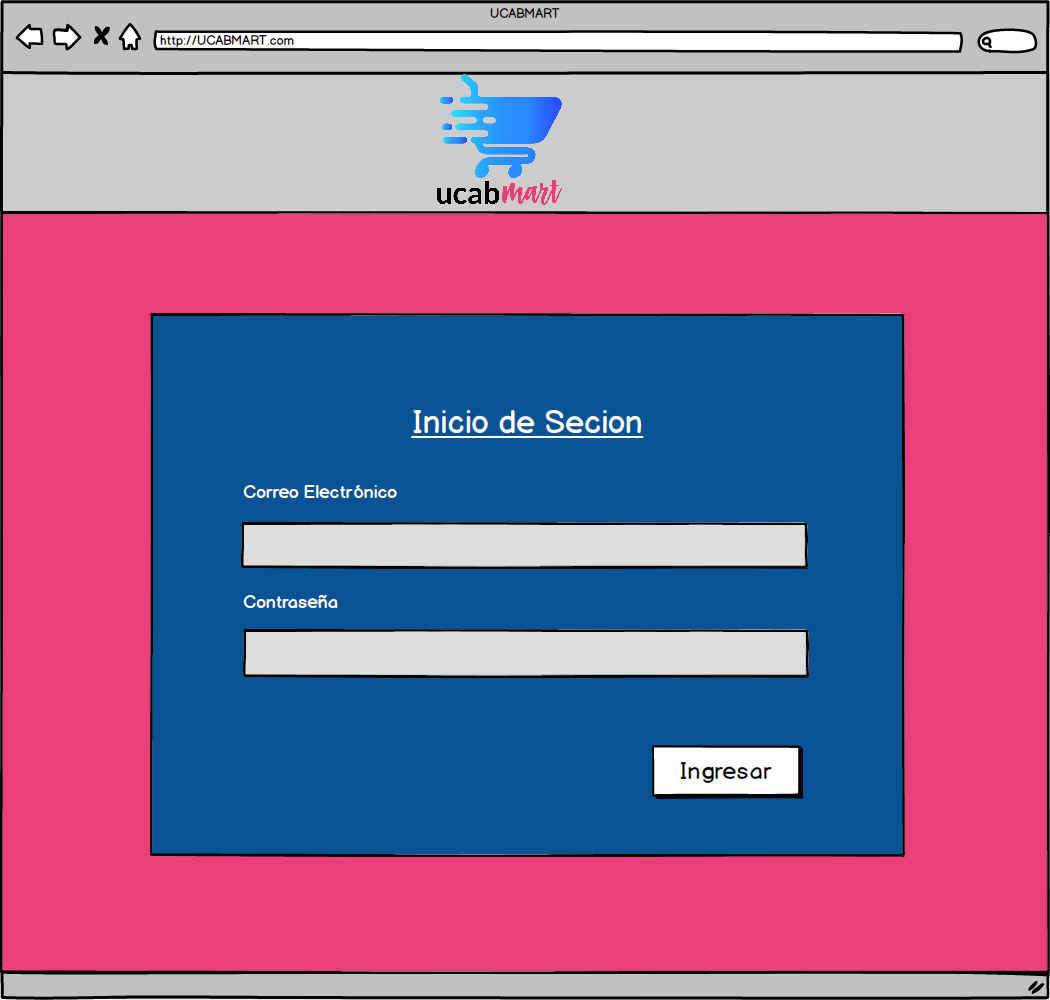 UCABMART
http://UCABMART.com
ucabmart
Inicio de Secion
Correo Electrónico
Contraseña
Ingresar